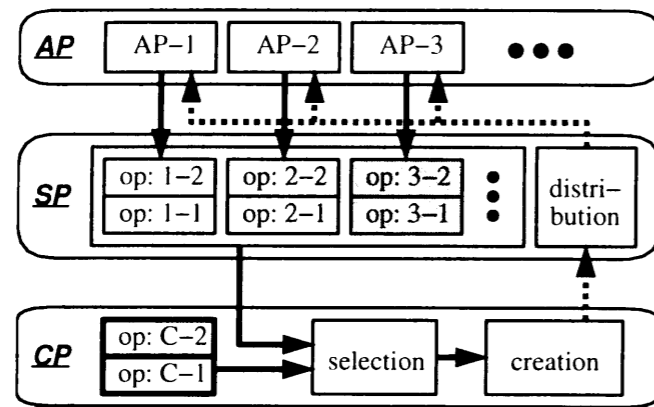 AP
AP-1
AP-2
AP-3
SP
op: 1-2
op: 1-1
op: 2-2
op: 2-1
op: 3-2
op: 3-1
distri-
bution
CP
op: C-2
op: C-1
selection
creation